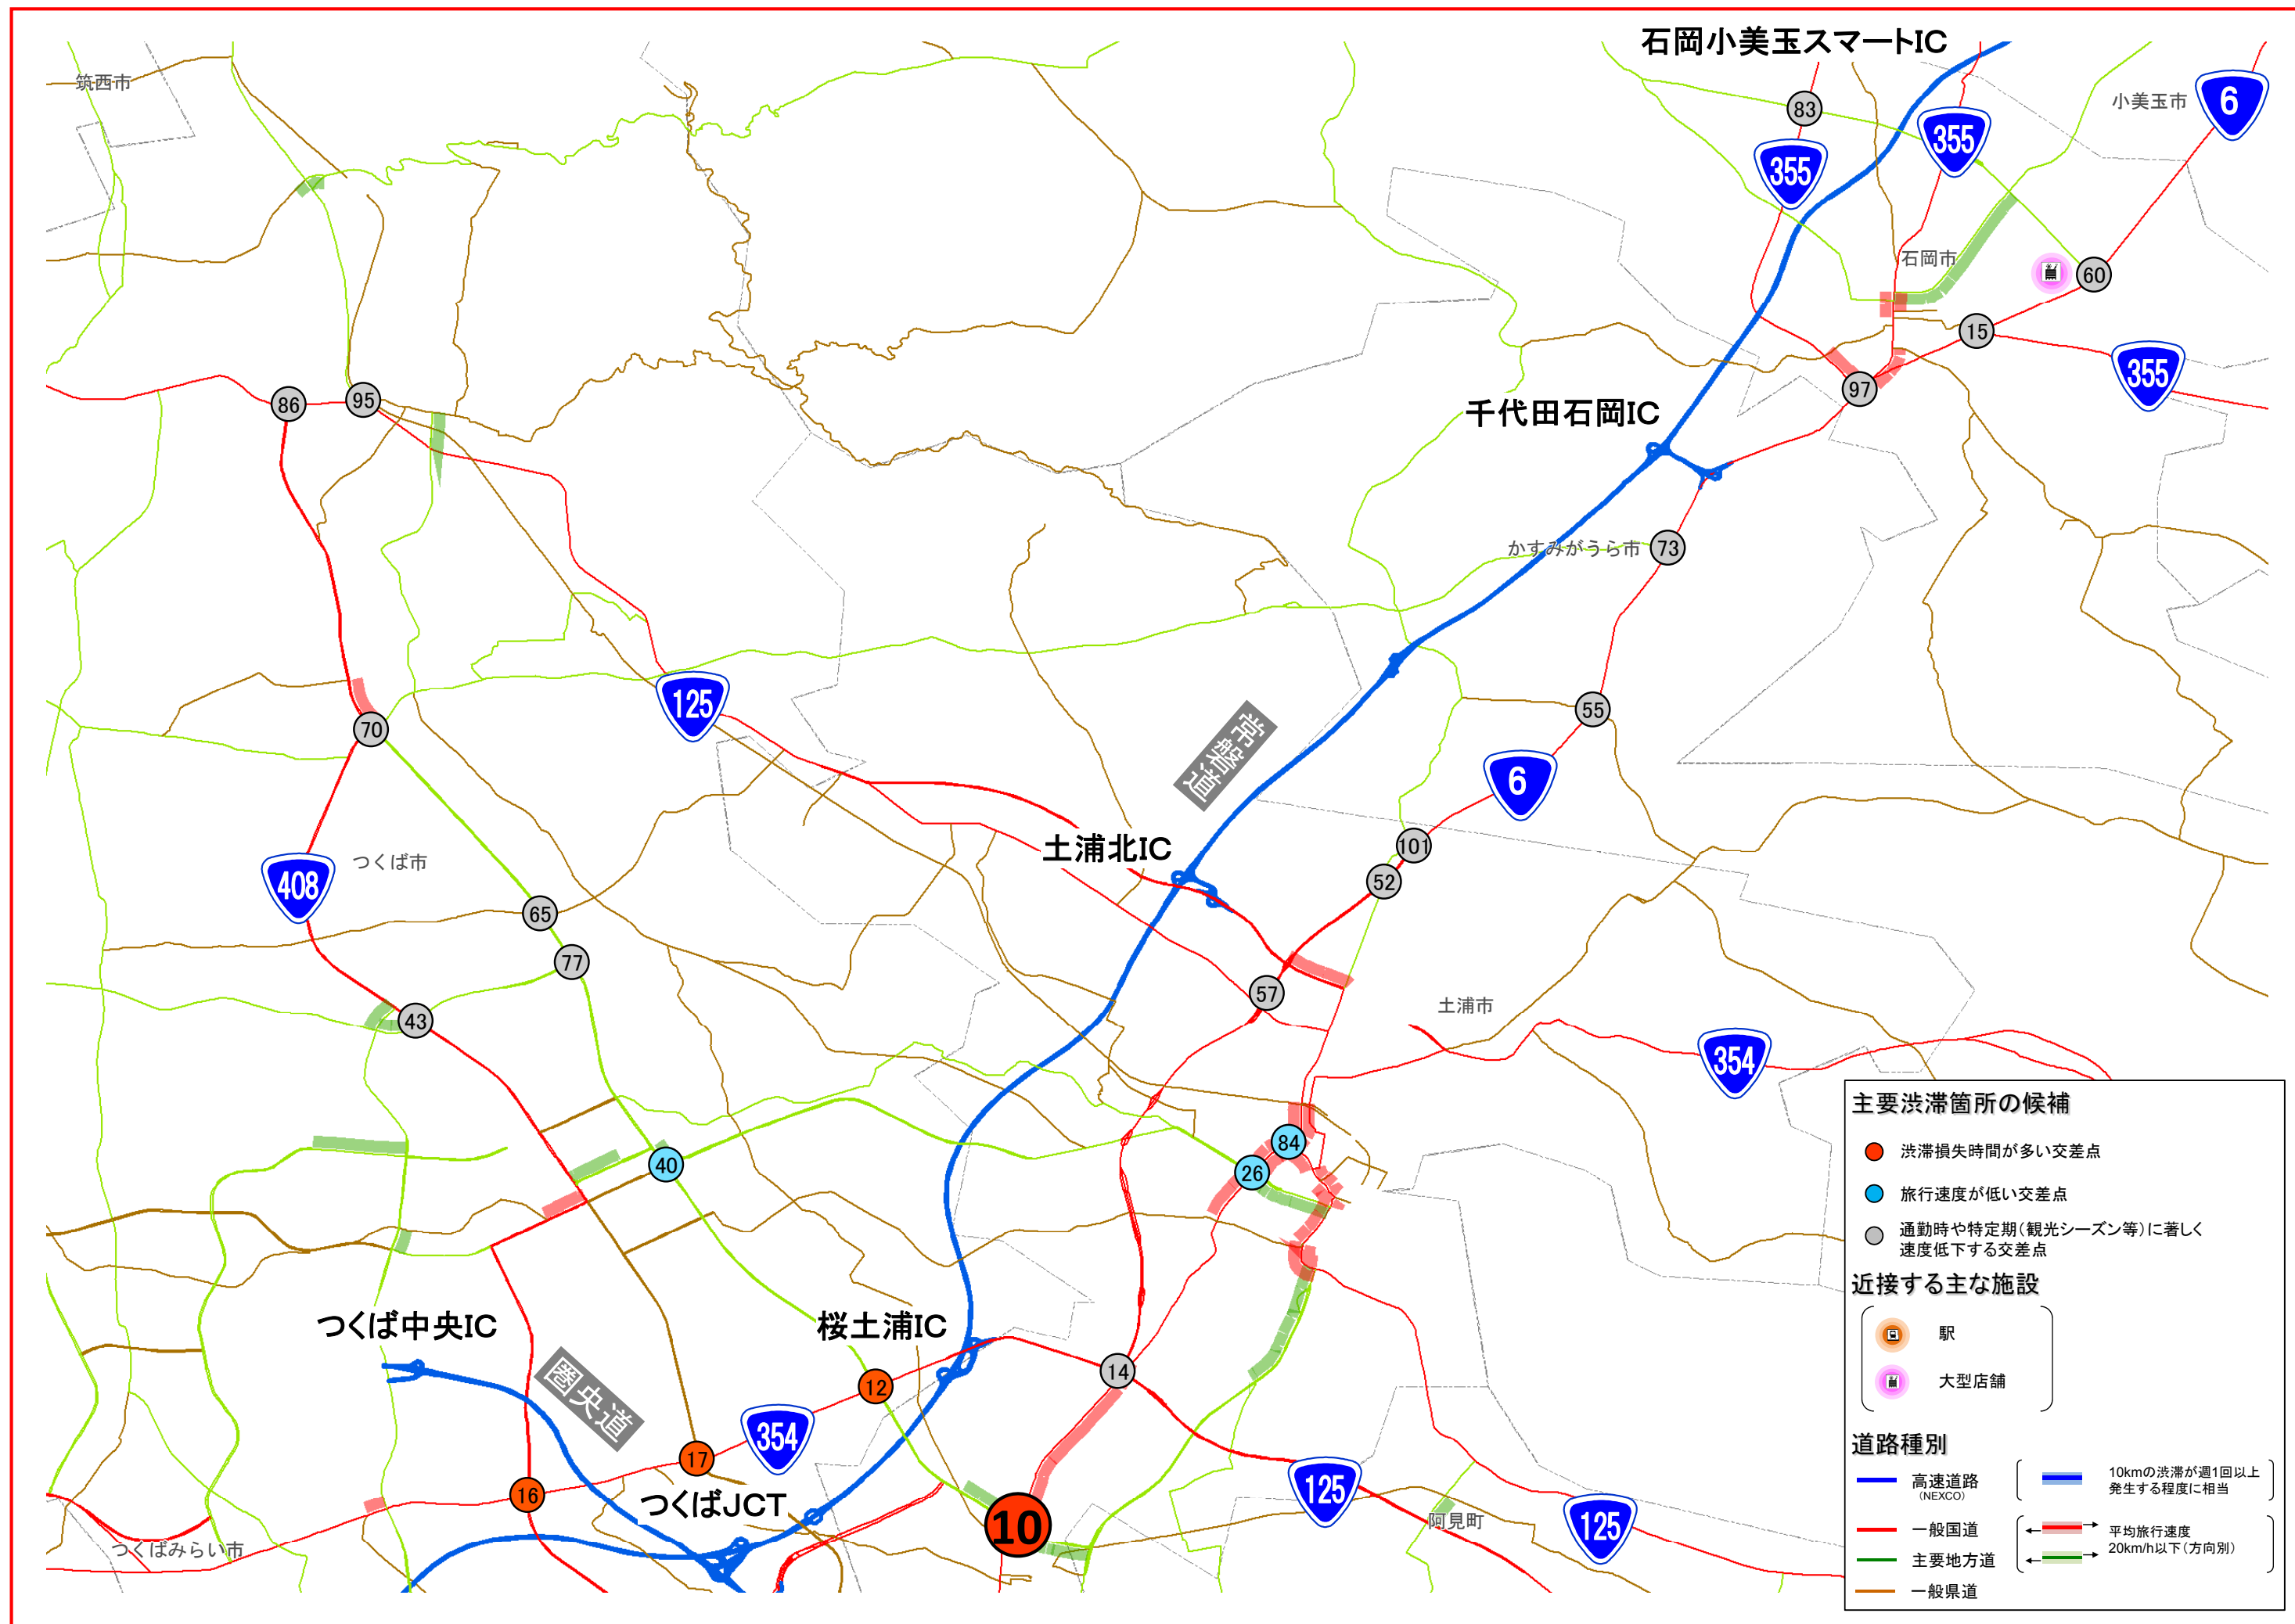 石岡小美玉スマートIC
筑西市
小美玉市
6
83
355
355
石岡市
60
15
355
97
86
95
千代田石岡IC
かすみがうら市
73
125
70
55
常磐道
6
土浦北IC
101
つくば市
52
408
65
77
57
土浦市
43
354
84
40
26
つくば中央IC
桜土浦IC
圏央道
14
12
354
17
16
つくばJCT
125
10
125
阿見町
つくばみらい市
主要渋滞箇所の候補
渋滞損失時間が多い交差点
旅行速度が低い交差点
通勤時や特定期(観光シーズン等)に著しく
速度低下する交差点
近接する主な施設
駅
大型店舗
道路種別
高速道路
(NEXCO)
10kmの渋滞が週1回以上
発生する程度に相当
一般国道
平均旅行速度
20km/h以下(方向別)
主要地方道
一般県道